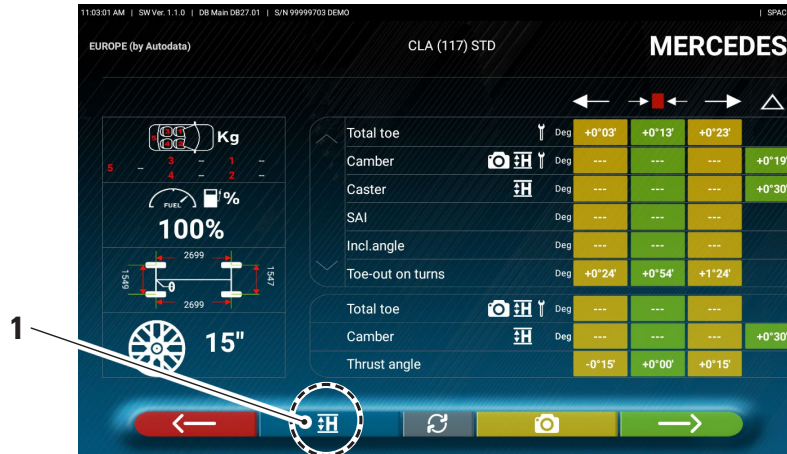 11:03:01 AM | SW Ver. 1.1.0 | DB Main DB27.01 | S/N 99999703 DEMO | SPAC
EUROPE (by Autodata) CLA (117) STD MERCEDES
Kg
5 -- 3 -- 1 --
4 -- 2 --
FUEL %
100%
2699
1549 1547
θ
2699
15"
Total toe Deg +0°03' +0°13' +0°23'
Camber H Deg --- --- --- +0°19'
Caster H Deg --- --- --- +0°30'
SAI Deg --- --- ---
Incl.angle Deg --- --- ---
Toe-out on turns Deg +0°24' +0°54' +1°24'
Total toe H Deg --- --- ---
Camber H Deg --- --- --- +0°30'
Thrust angle -0°15' +0°00' +0°15'
1
H